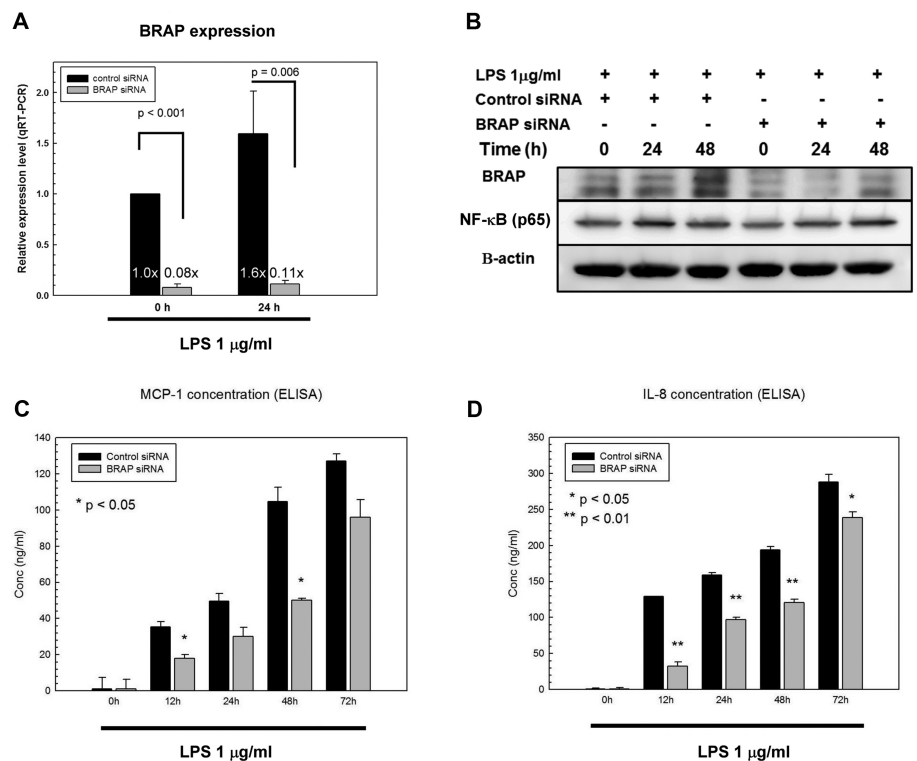 A
BRAP expression
Relative expression level (qRT-PCR)
control siRNA
BRAP siRNA
p < 0.001
p = 0.006
2.0
1.5
1.0
0.5
0.0
1.0x 0.08x 1.6x 0.11x
0 h 24 h
LPS 1 μg/ml
B
LPS 1μg/ml + + + + + +
Control siRNA + + + - - -
BRAP siRNA - - - + + +
Time (h) 0 24 48 0 24 48
BRAP
NF-κB (p65)
B-actin
C
MCP-1 concentration (ELISA)
Conc (ng/ml)
Control siRNA
BRAP siRNA
* p < 0.05
140
120
100
80
60
40
20
0
*
*
0h 12h 24h 48h 72h
LPS 1 μg/ml
D
IL-8 concentration (ELISA)
Conc (ng/ml)
Control siRNA
BRAP siRNA
* p < 0.05
** p < 0.01
350
300
250
200
150
100
50
0
**
**
**
*
0h 12h 24h 48h 72h
LPS 1 μg/ml